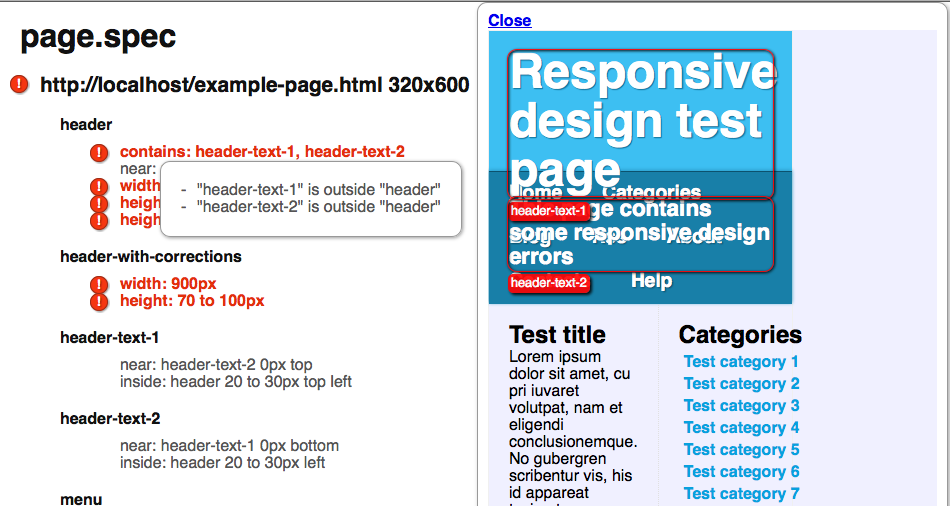 page.spec
http://localhost/example-page.html 320x600
header
contains: header-text-1, header-text-2
near:
width
heigh
heigh
- "header-text-1" is outside "header"
- "header-text-2" is outside "header"
header-with-corrections
width: 900px
height: 70 to 100px
header-text-1
near: header-text-2 0px top
inside: header 20 to 30px top left
header-text-2
near: header-text-1 0px bottom
inside: header 20 to 30px left
menu
Close
Responsive
design test
page
Home Categories
header-text-1
contains
some responsive design
About
errors
header-text-2
Help
Test title
Lorem ipsum
dolor sit amet, cu
pri iuvaret
volutpat, nam et
eligendi
conclusionemque.
No gubergren
scribentur vis, his
id appareat
Categories
Test category 1
Test category 2
Test category 3
Test category 4
Test category 5
Test category 6
Test category 7